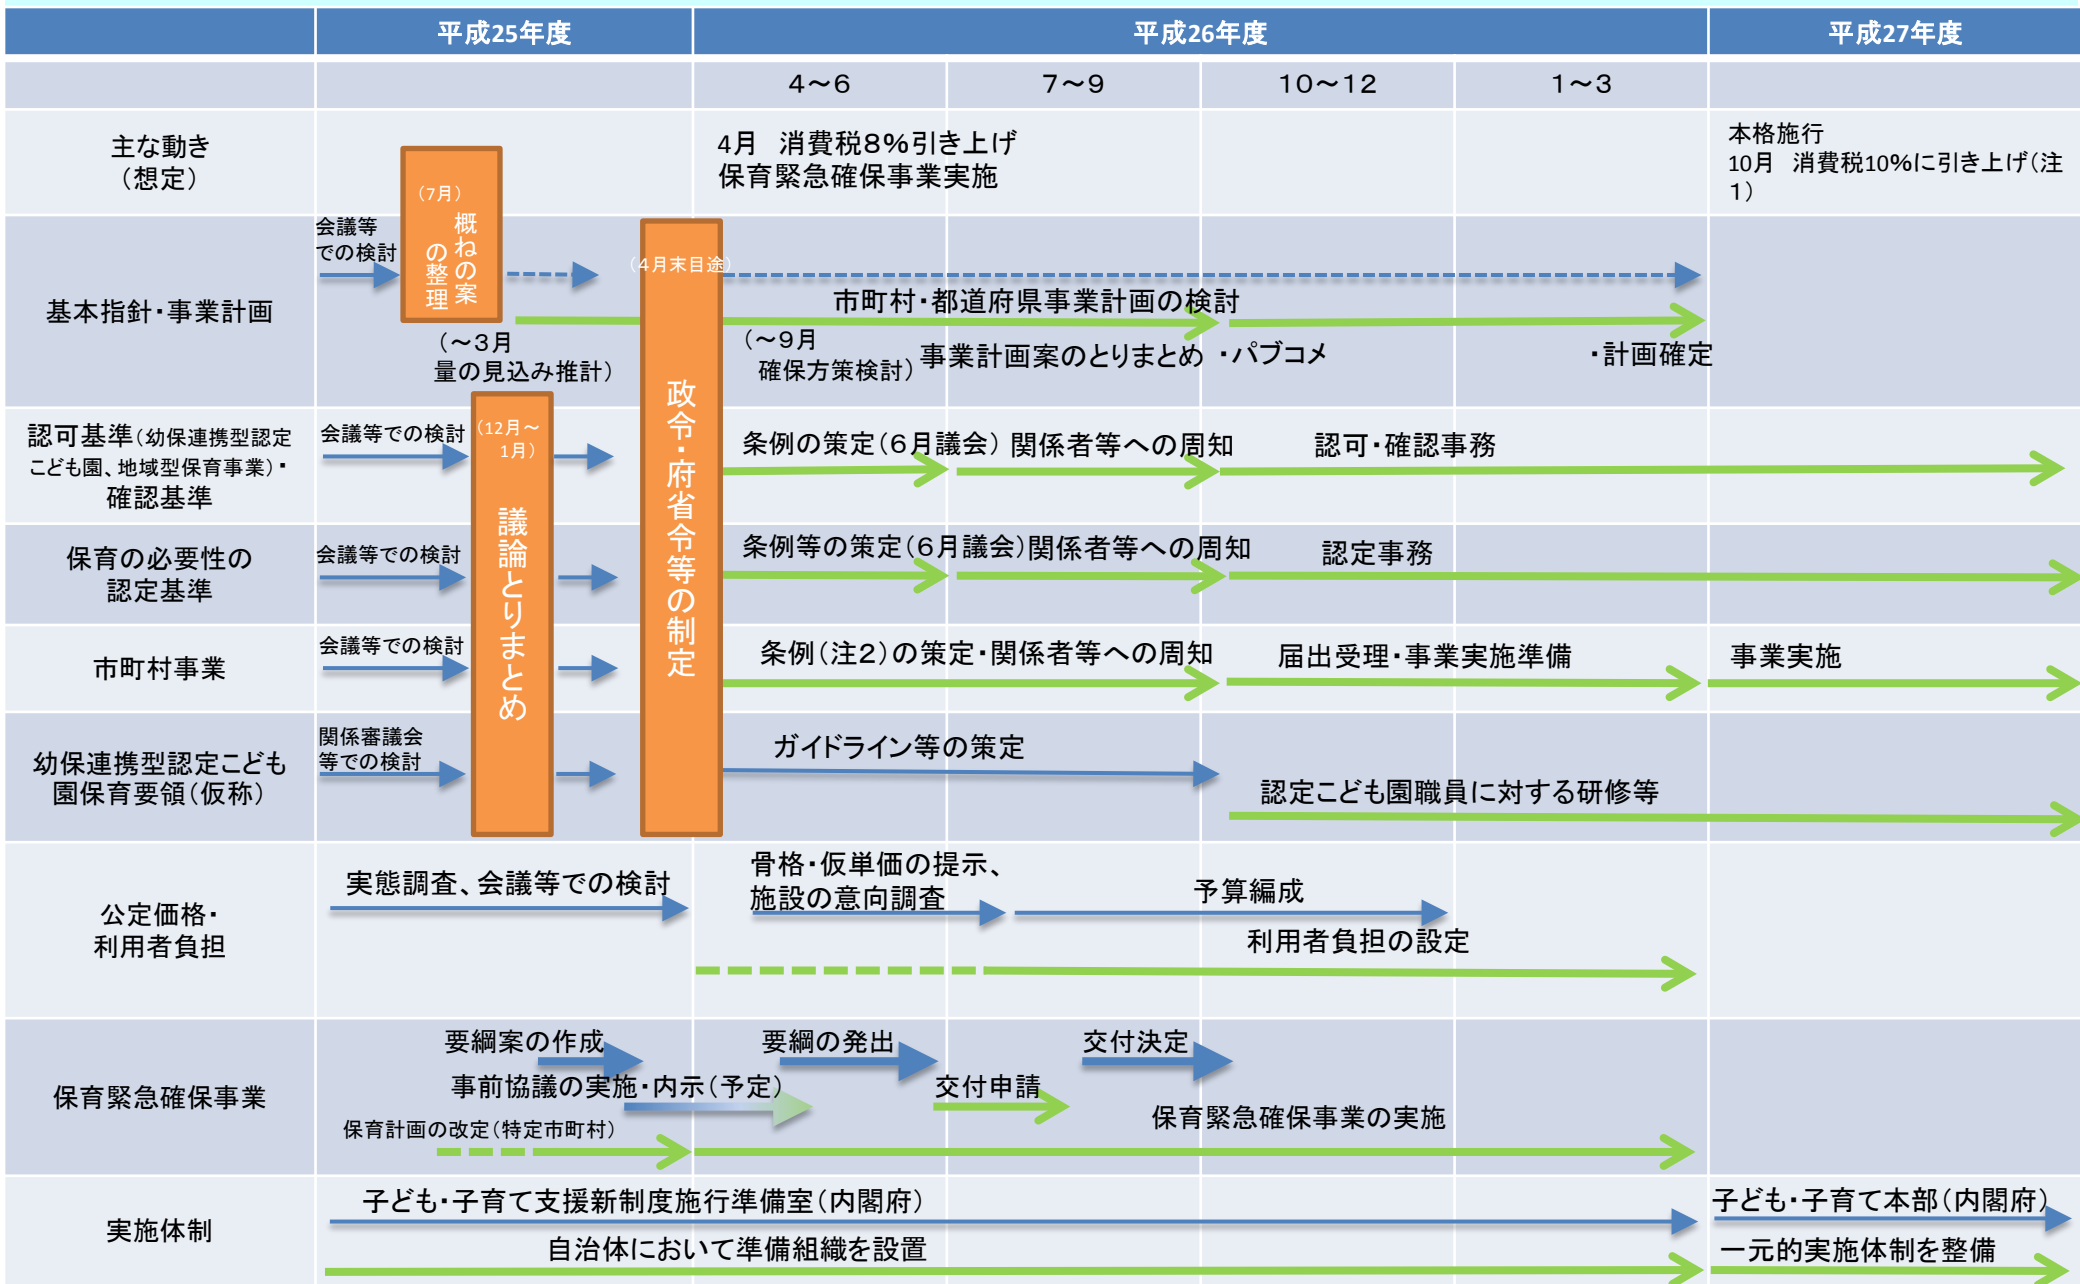 平成25年度
平成26年度
平成27年度
4～6
7～9
10～12
1～3
主な動き
（想定）
4月　消費税8％引き上げ
保育緊急確保事業実施
本格施行
10月　消費税10%に引き上げ（注
1）
基本指針・事業計画
会議等
での検討
（7月）
概ねの案
の整理
（4月末目途）
政令・府省令等の制定
市町村・都道府県事業計画の検討
（～3月
量の見込み推計）
（～9月
確保方策検討）
事業計画案のとりまとめ
・パブコメ
・計画確定
認可基準（幼保連携型認定
こども園、地域型保育事業）・
確認基準
会議等での検討
（12月～
1月）
議論とりまとめ
条例の策定（6月議会）
関係者等への周知
認可・確認事務
保育の必要性の
認定基準
会議等での検討
条例等の策定（6月議会）
関係者等への周知
認定事務
市町村事業
会議等での検討
条例（注2）の策定・関係者等への周知
届出受理・事業実施準備
事業実施
幼保連携型認定こども
園保育要領（仮称）
関係審議会
等での検討
ガイドライン等の策定
認定こども園職員に対する研修等
公定価格・
利用者負担
実態調査、会議等での検討
骨格・仮単価の提示、
施設の意向調査
予算編成
利用者負担の設定
保育緊急確保事業
要綱案の作成
要綱の発出
交付決定
事前協議の実施・内示（予定）
交付申請
保育計画の改定（特定市町村）
保育緊急確保事業の実施
実施体制
子ども・子育て支援新制度施行準備室（内閣府）
子ども・子育て本部（内閣府）
自治体において準備組織を設置
一元的実施体制を整備